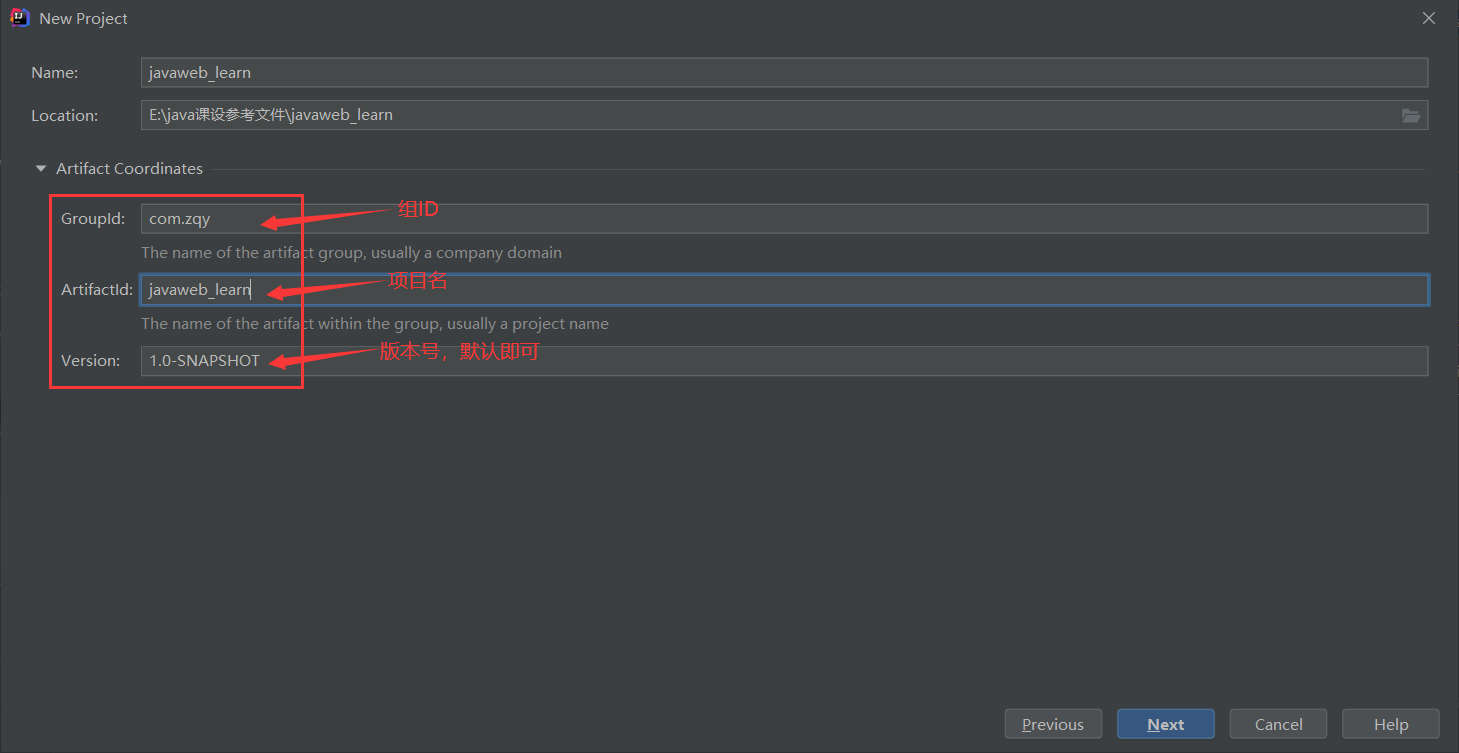 New Project
Name: javaweb_learn
Location: E:\java课设参考文件\javaweb_learn
Artifact Coordinates
GroupId: com.zqy 组ID
The name of the artifact group, usually a company domain
ArtifactId: javaweb_learn 项目名
The name of the artifact within the group, usually a project name
Version: 1.0-SNAPSHOT 版本号，默认即可
Previous Next Cancel Help